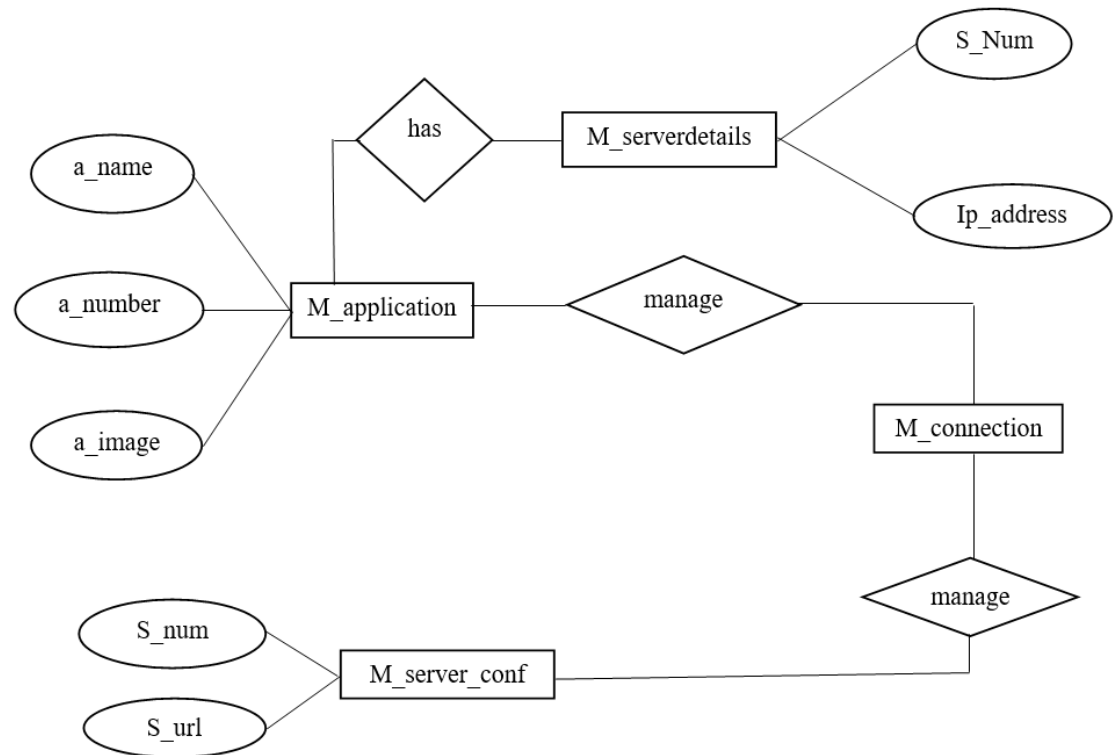 S_Num
has
M_serverdetails
a_name
Ip_address
a_number
M_application
manage
M_connection
a_image
manage
S_num
M_server_conf
S_url